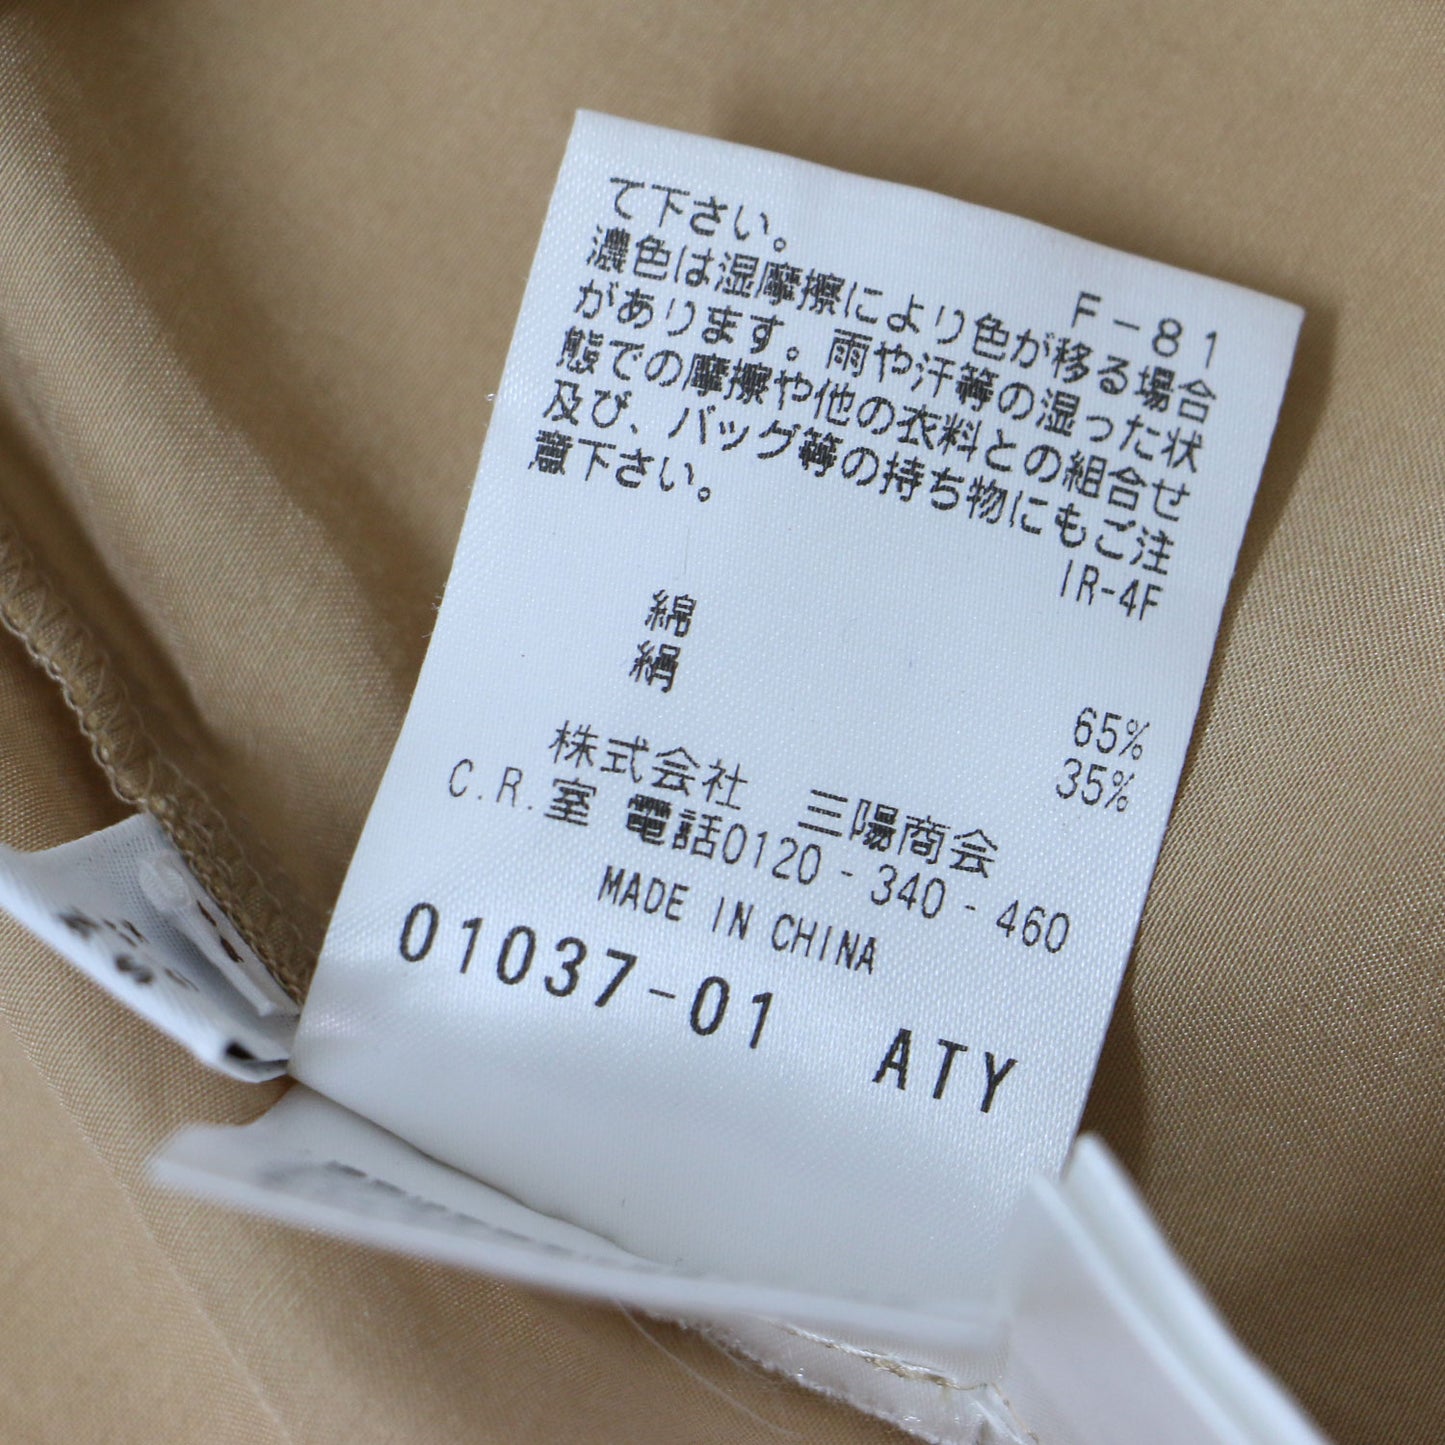 て下さい。
F-81
濃色は湿摩擦により色が移る場合
があります。雨や汗等の湿った状
態での摩擦や他の衣料との組合せ
及び、バッグ等の持ち物にもご注
意下さい。
IR-4F
綿 65%
絹 35%
株式会社 三陽商会
C.R.室 電話0120-340-460
MADE IN CHINA
01037-01 ATY